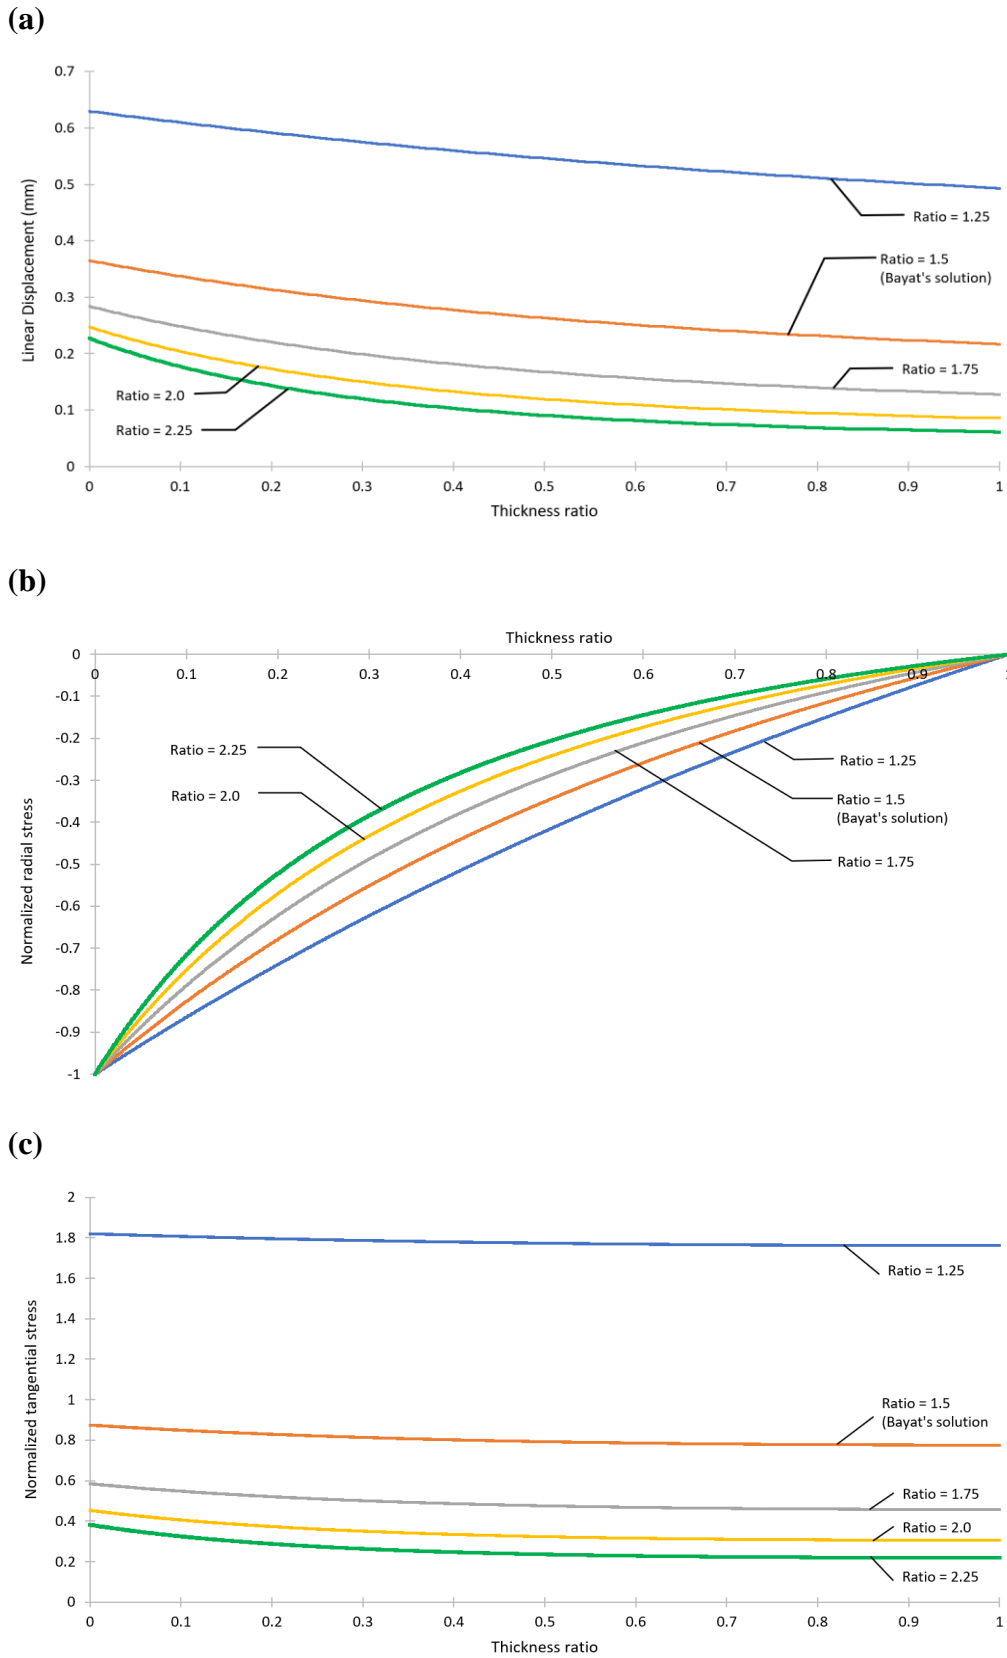 (a)
0.7
0.6
0.5
0.4
0.3
0.2
0.1
0
Linear Displacement (mm)
Ratio = 1.25
Ratio = 1.5
(Bayat's solution)
Ratio = 1.75
Ratio = 2.0
Ratio = 2.25
0 0.1 0.2 0.3 0.4 0.5 0.6 0.7 0.8 0.9 1
Thickness ratio
(b)
Thickness ratio
0 0.1 0.2 0.3 0.4 0.5 0.6 0.7 0.8 0.9
0
-0.1
-0.2
-0.3
-0.4
-0.5
-0.6
-0.7
-0.8
-0.9
-1
Normalized radial stress
Ratio = 2.25
Ratio = 2.0
Ratio = 1.25
Ratio = 1.5
(Bayat's solution)
Ratio = 1.75
(c)
2
1.8
1.6
1.4
1.2
1
0.8
0.6
0.4
0.2
0
Normalized tangential stress
Ratio = 1.25
Ratio = 1.5
(Bayat's solution
Ratio = 1.75
Ratio = 2.0
Ratio = 2.25
0 0.1 0.2 0.3 0.4 0.5 0.6 0.7 0.8 0.9 1
Thickness ratio